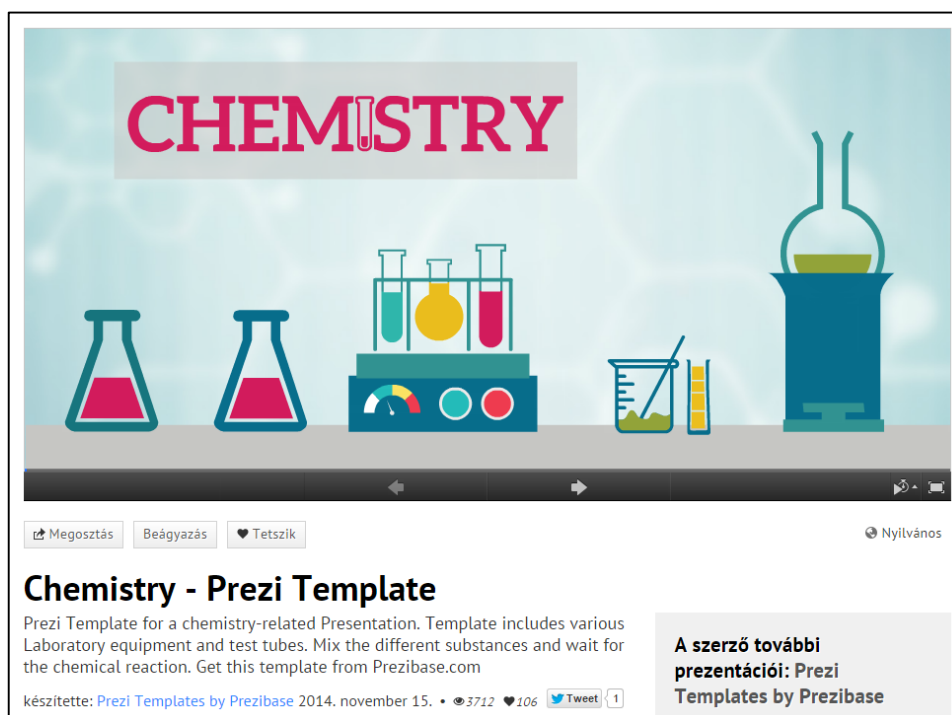 CHEMISTRY
Megosztás Beágyazás Tetszik Nyilvános
Chemistry - Prezi Template
Prezi Template for a chemistry-related Presentation. Template includes various
Laboratory equipment and test tubes. Mix the different substances and wait for
the chemical reaction. Get this template from Prezibase.com
készítette: Prezi Templates by Prezibase 2014. november 15. • 3712 106 Tweet 1
A szerző további
prezentációi: Prezi
Templates by Prezibase